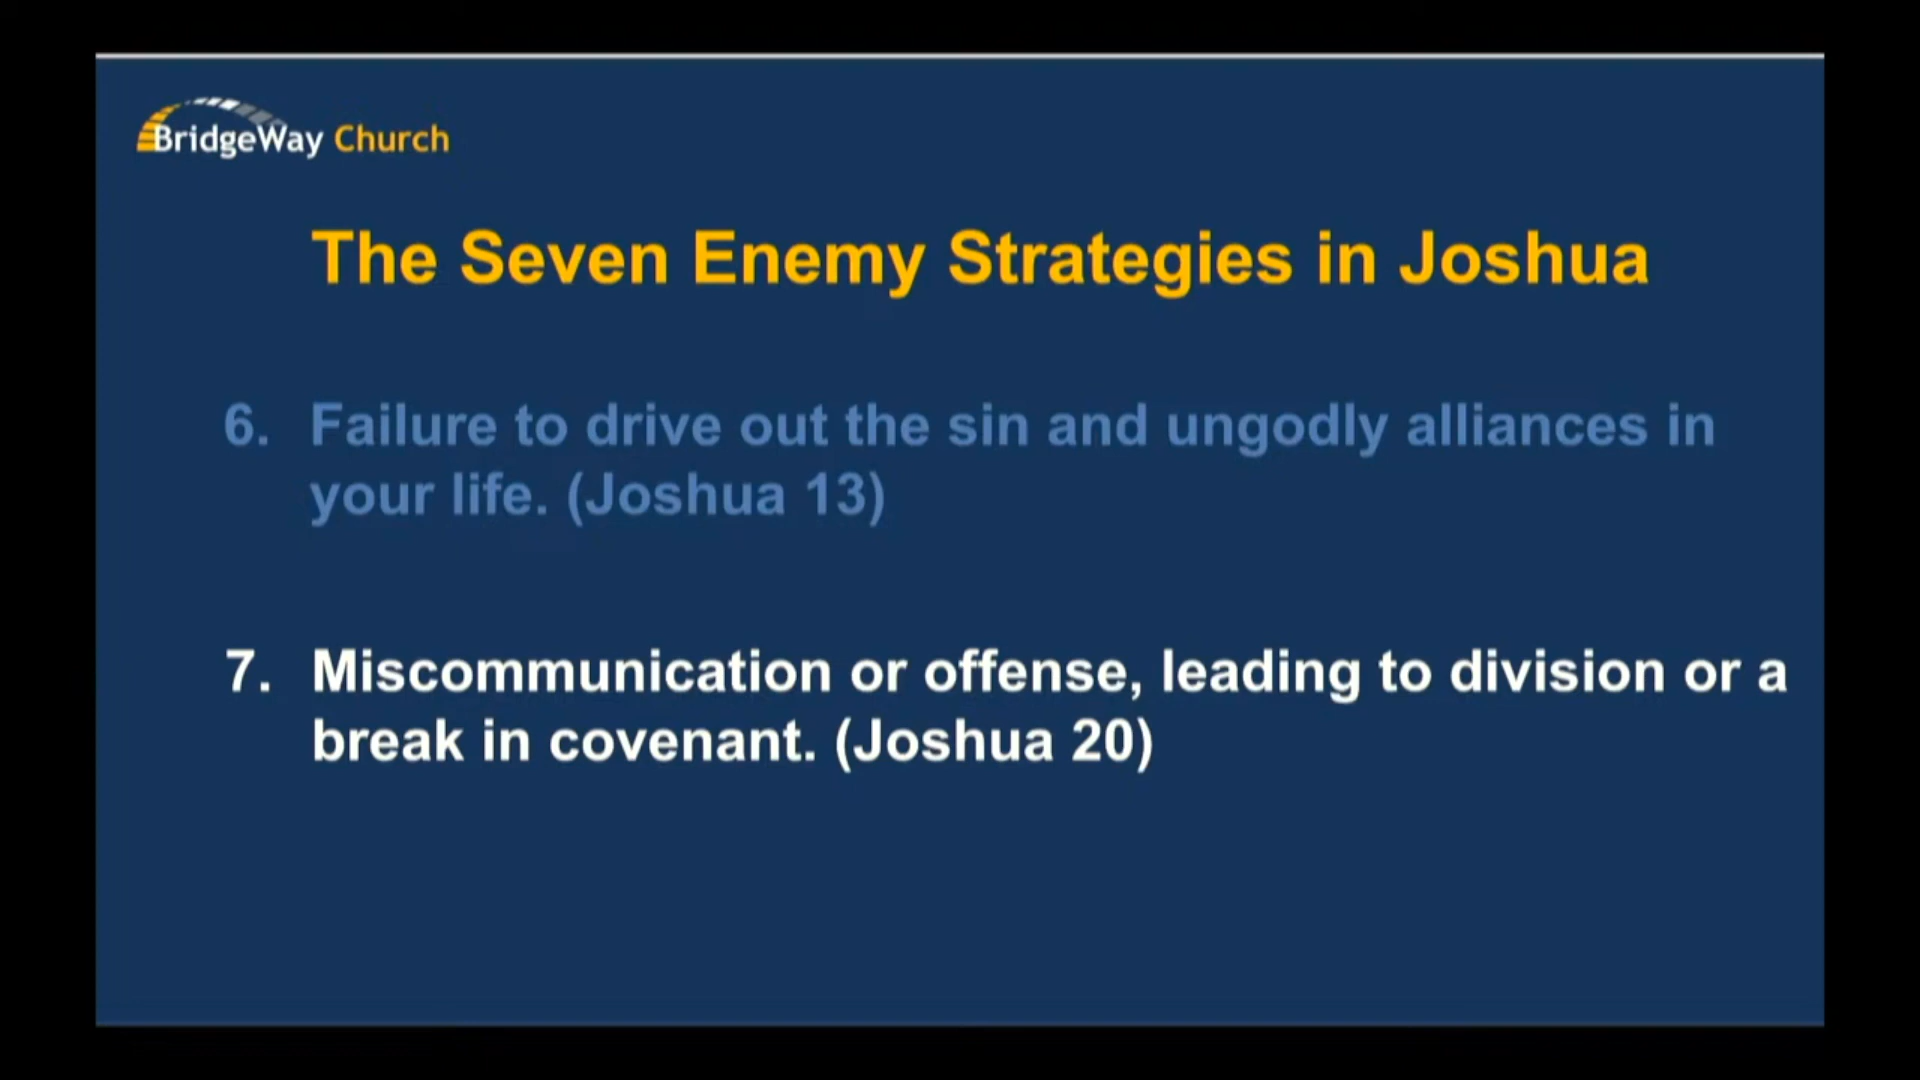 BridgeWay Church
The Seven Enemy Strategies in Joshua
6. Failure to drive out the sin and ungodly alliances in
your life. (Joshua 13)
7. Miscommunication or offense, leading to division or a
break in covenant. (Joshua 20)